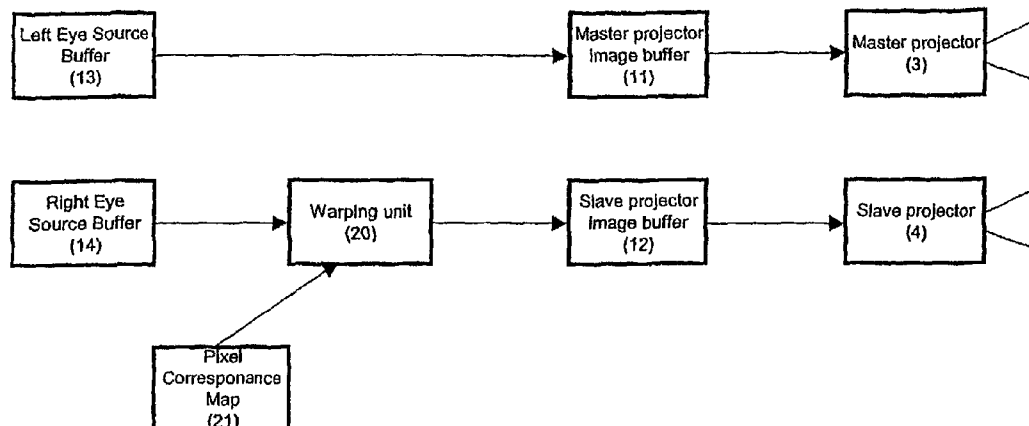 Left Eye Source
Buffer
(13)
Master projector
image buffer
(11)
Master projector
(3)
Right Eye
Source Buffer
(14)
Warping unit
(20)
Slave projector
image buffer
(12)
Slave projector
(4)
Pixel
Corresponance
Map
(21)